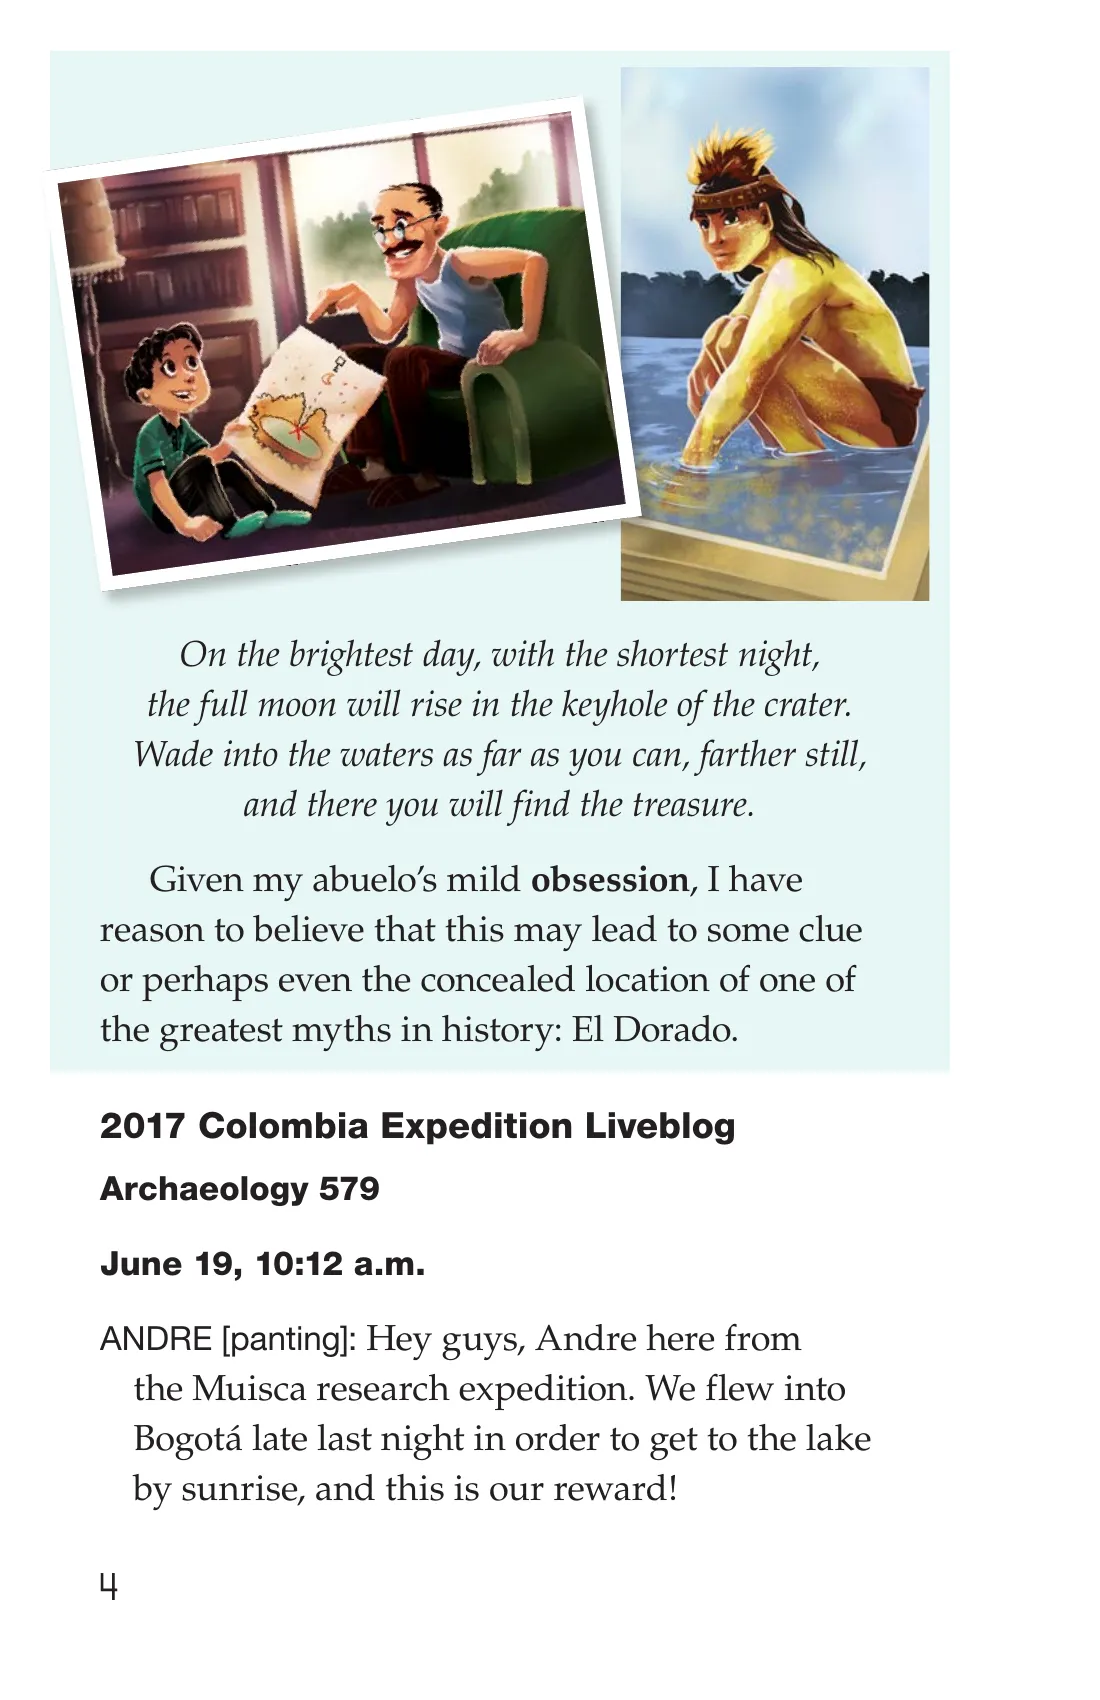 On the brightest day, with the shortest night,
the full moon will rise in the keyhole of the crater.
Wade into the waters as far as you can, farther still,
and there you will find the treasure.
Given my abuelo’s mild obsession, I have
reason to believe that this may lead to some clue
or perhaps even the concealed location of one of
the greatest myths in history: El Dorado.
2017 Colombia Expedition Liveblog
Archaeology 579
June 19, 10:12 a.m.
ANDRE [panting]: Hey guys, Andre here from
the Muisca research expedition. We flew into
Bogotá late last night in order to get to the lake
by sunrise, and this is our reward!
4